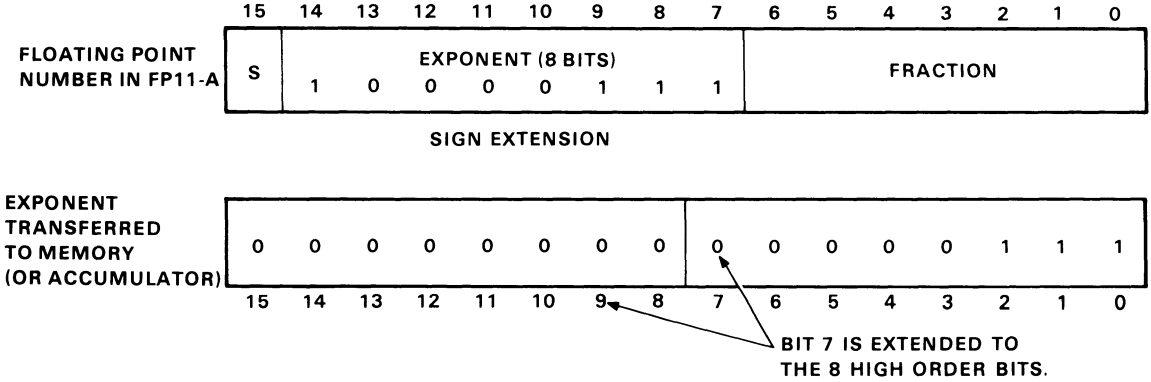 15 14 13 12 11 10 9 8 7 6 5 4 3 2 1 0
FLOATING POINT
NUMBER IN FP11-A
S
EXPONENT (8 BITS)
1 0 0 0 0 1 1 1
FRACTION
SIGN EXTENSION
EXPONENT
TRANSFERRED
TO MEMORY
(OR ACCUMULATOR)
0 0 0 0 0 0 0 0 0 0 0 0 0 1 1 1
15 14 13 12 11 10 9 8 7 6 5 4 3 2 1 0
BIT 7 IS EXTENDED TO
THE 8 HIGH ORDER BITS.